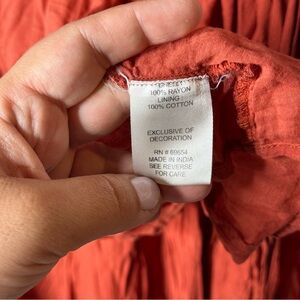 100% RAYON
LINING:
100% COTTON
EXCLUSIVE OF
DECORATION
RN # 69654
MADE IN INDIA
SEE REVERSE
FOR CARE